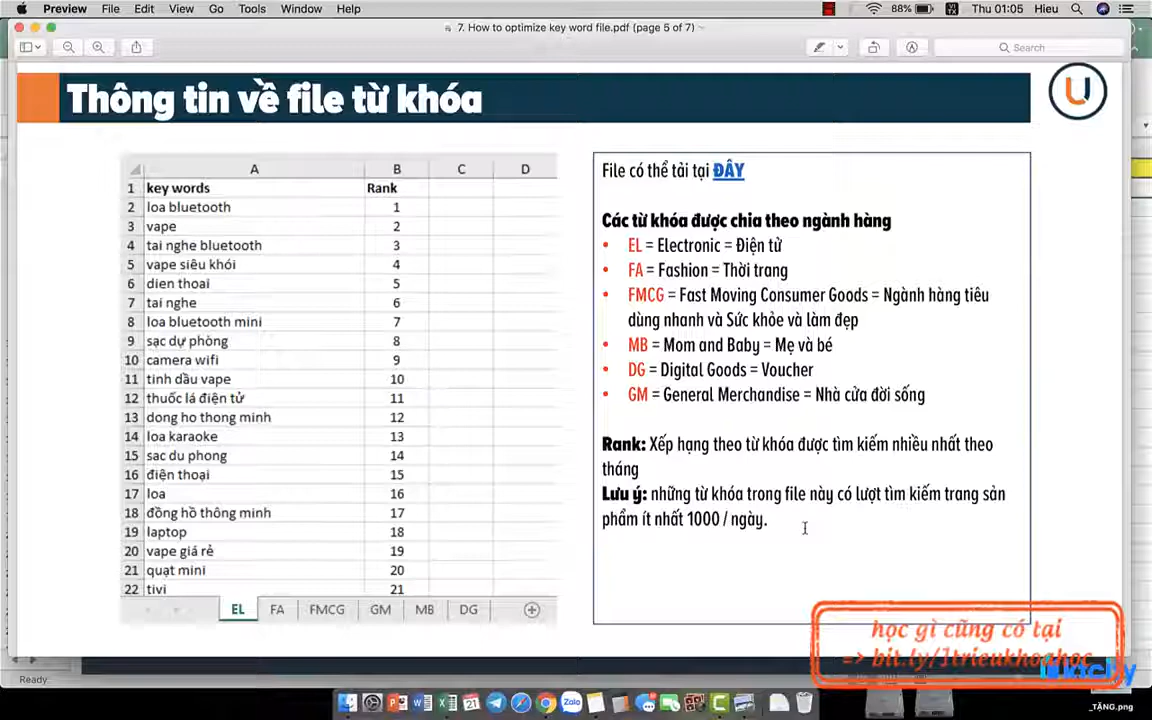 Preview File Edit View Go Tools Window Help 88% Thu 01:05 Hieu
7. How to optimize key word file.pdf (page 5 of 7)
Search
Thông tin về file từ khóa
A B C D
1 key words Rank
2 loa bluetooth 1
3 vape 2
4 tai nghe bluetooth 3
5 vape siêu khói 4
6 dien thoai 5
7 tai nghe 6
8 loa bluetooth mini 7
9 sạc dự phòng 8
10 camera wifi 9
11 tinh dầu vape 10
12 thuốc lá điện tử 11
13 dong ho thong minh 12
14 loa karaoke 13
15 sac du phong 14
16 điện thoại 15
17 loa 16
18 đồng hồ thông minh 17
19 laptop 18
20 vape giá rẻ 19
21 quạt mini 20
22 tivi 21
EL FA FMCG GM MB DG
File có thể tải tại ĐÂY
Các từ khóa được chia theo ngành hàng
• EL = Electronic = Điện tử
• FA = Fashion = Thời trang
• FMCG = Fast Moving Consumer Goods = Ngành hàng tiêu
dùng nhanh và Sức khỏe và làm đẹp
• MB = Mom and Baby = Mẹ và bé
• DG = Digital Goods = Voucher
• GM = General Merchandise = Nhà cửa đời sống
Rank: Xếp hạng theo từ khóa được tìm kiếm nhiều nhất theo
tháng
Lưu ý: những từ khóa trong file này có lượt tìm kiếm trang sản
phẩm ít nhất 1000 / ngày.
học gì cũng có tại
=> bit.ly/1trieukhoahoc
Ready
Zalo
_TẶNG.png